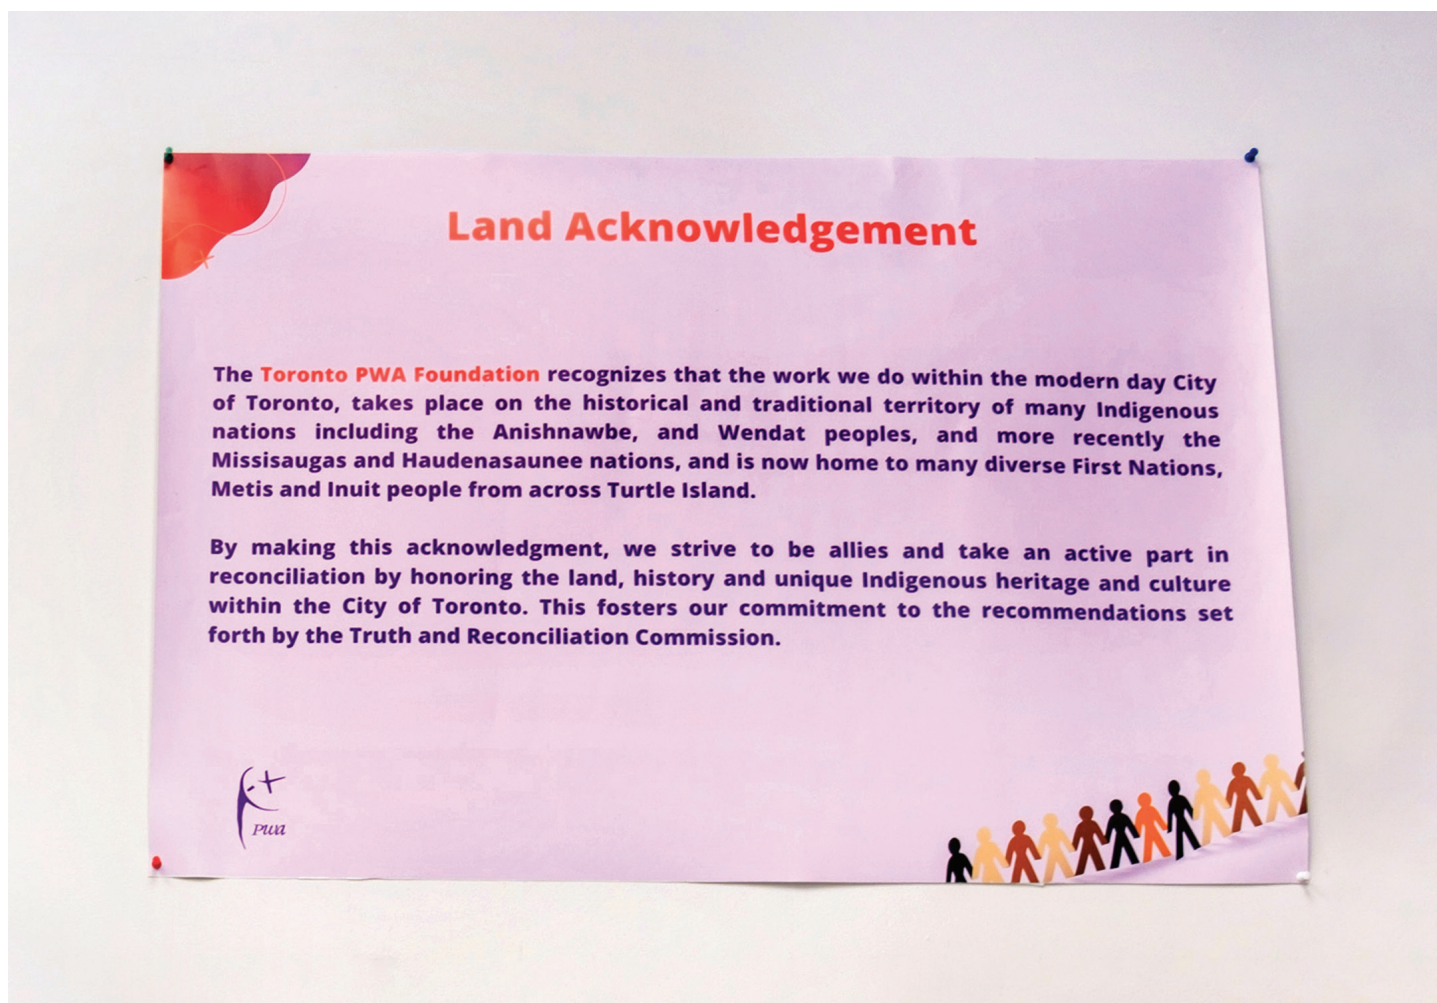 Land Acknowledgement
The Toronto PWA Foundation recognizes that the work we do within the modern day City
of Toronto, takes place on the historical and traditional territory of many Indigenous
nations including the Anishnawbe, and Wendat peoples, and more recently the
Missisaugas and Haudenasaunee nations, and is now home to many diverse First Nations,
Metis and Inuit people from across Turtle Island.
By making this acknowledgment, we strive to be allies and take an active part in
reconciliation by honoring the land, history and unique Indigenous heritage and culture
within the City of Toronto. This fosters our commitment to the recommendations set
forth by the Truth and Reconciliation Commission.
pwa